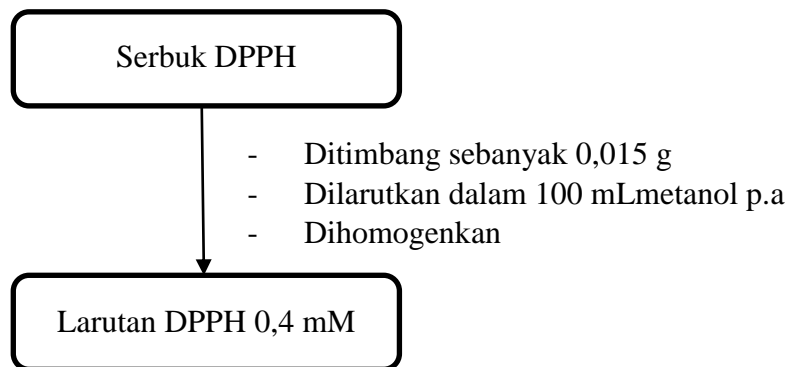 Serbuk DPPH
- Ditimbang sebanyak 0,015 g
- Dilarutkan dalam 100 mLmetanol p.a
- Dihomogenkan
Larutan DPPH 0,4 mM